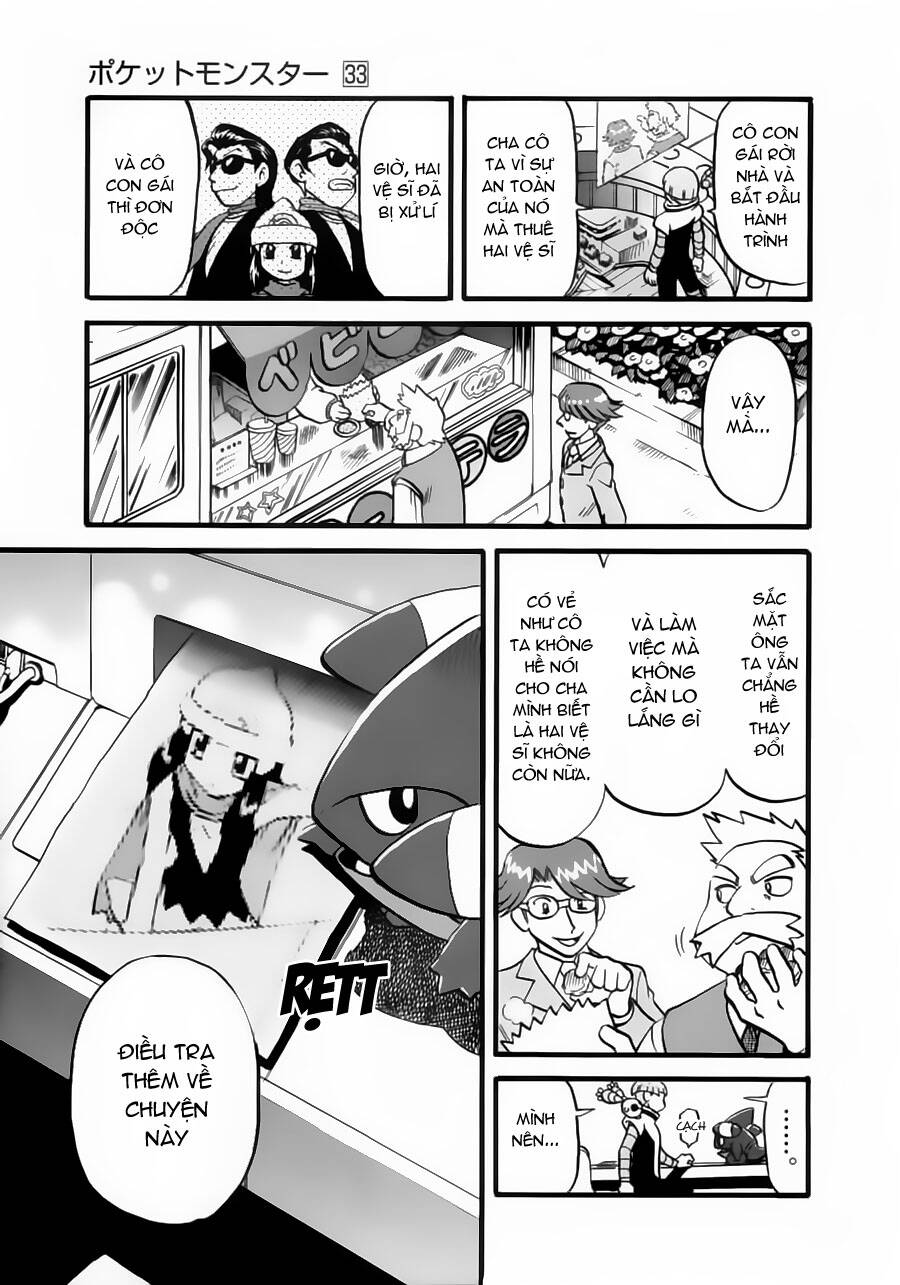 ポケットモンスター 33
CÔ CON
GÁI RỜI
NHÀ VÀ
BẮT ĐẦU
HÀNH
TRÌNH
CHA CÔ
TA VÌ SỰ
AN TOÀN
CỦA NÓ
MÀ THUÊ
HAI VỆ SĨ
GIỜ, HAI
VỆ SĨ ĐÃ
BỊ XỬ LÍ
VÀ CÔ
CON GÁI
THÌ ĐƠN
ĐỘC
VẬY
MÀ...
ベビ
SẮC
MẶT
ÔNG
TA VẪN
CHẲNG
HỀ
THAY
ĐỔI
VÀ LÀM
VIỆC MÀ
KHÔNG
CẦN LO
LẮNG GÌ
CÓ VẺ
NHƯ CÔ
TA KHÔNG
HỀ NÓI
CHO CHA
MÌNH BIẾT
LÀ HAI VỆ
SĨ KHÔNG
CÒN NỮA.
.......。
CẠCH
MÌNH
NÊN...
RẸTT
ĐIỀU TRA
THÊM VỀ
CHUYỆN
NÀY